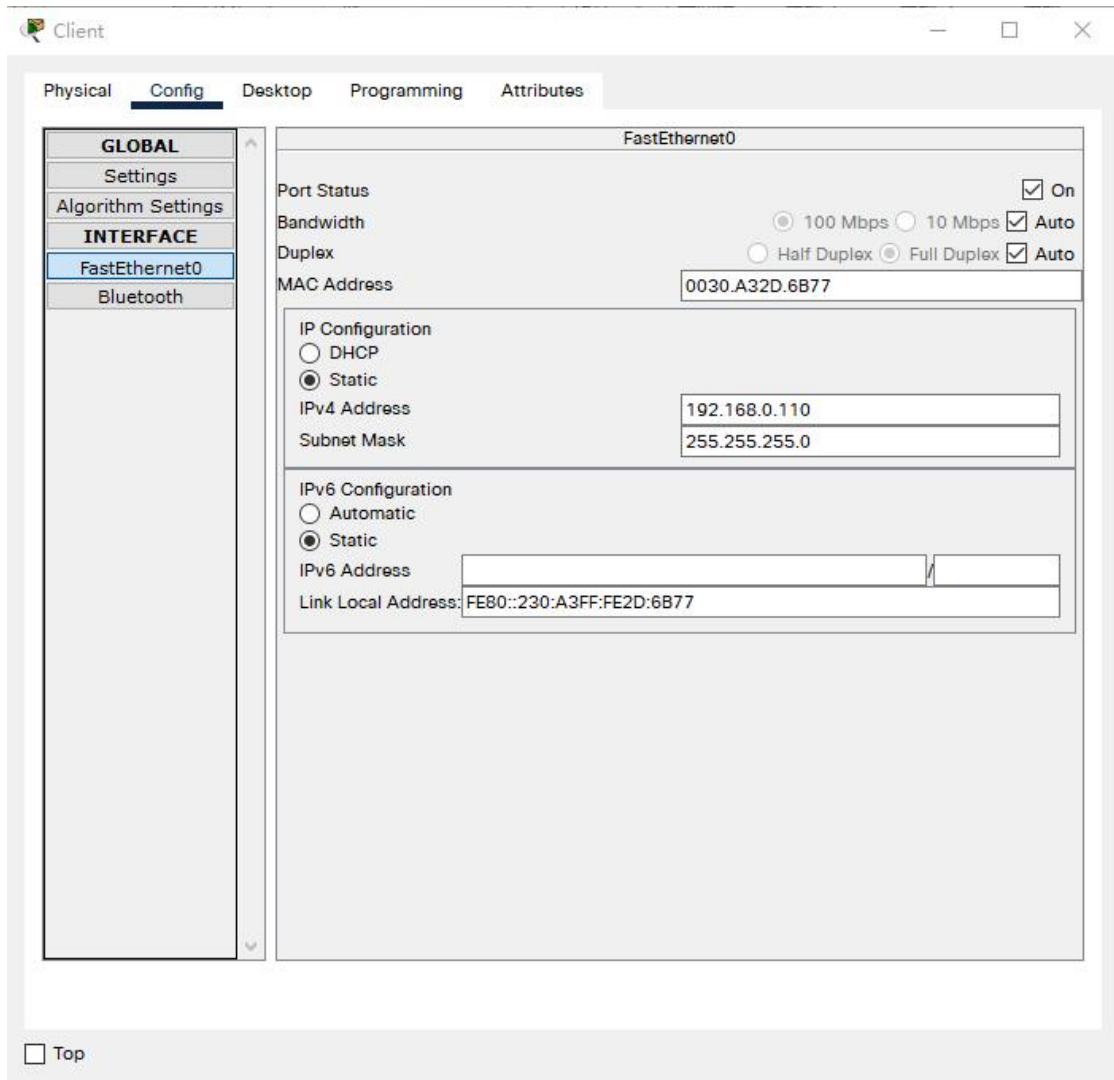 Client
Physical Config Desktop Programming Attributes
GLOBAL
Settings
Algorithm Settings
INTERFACE
FastEthernet0
Bluetooth
FastEthernet0
Port Status On
Bandwidth 100 Mbps 10 Mbps Auto
Duplex Half Duplex Full Duplex Auto
MAC Address 0030.A32D.6B77
IP Configuration
DHCP
Static
IPv4 Address 192.168.0.110
Subnet Mask 255.255.255.0
IPv6 Configuration
Automatic
Static
IPv6 Address /
Link Local Address: FE80::230:A3FF:FE2D:6B77
Top